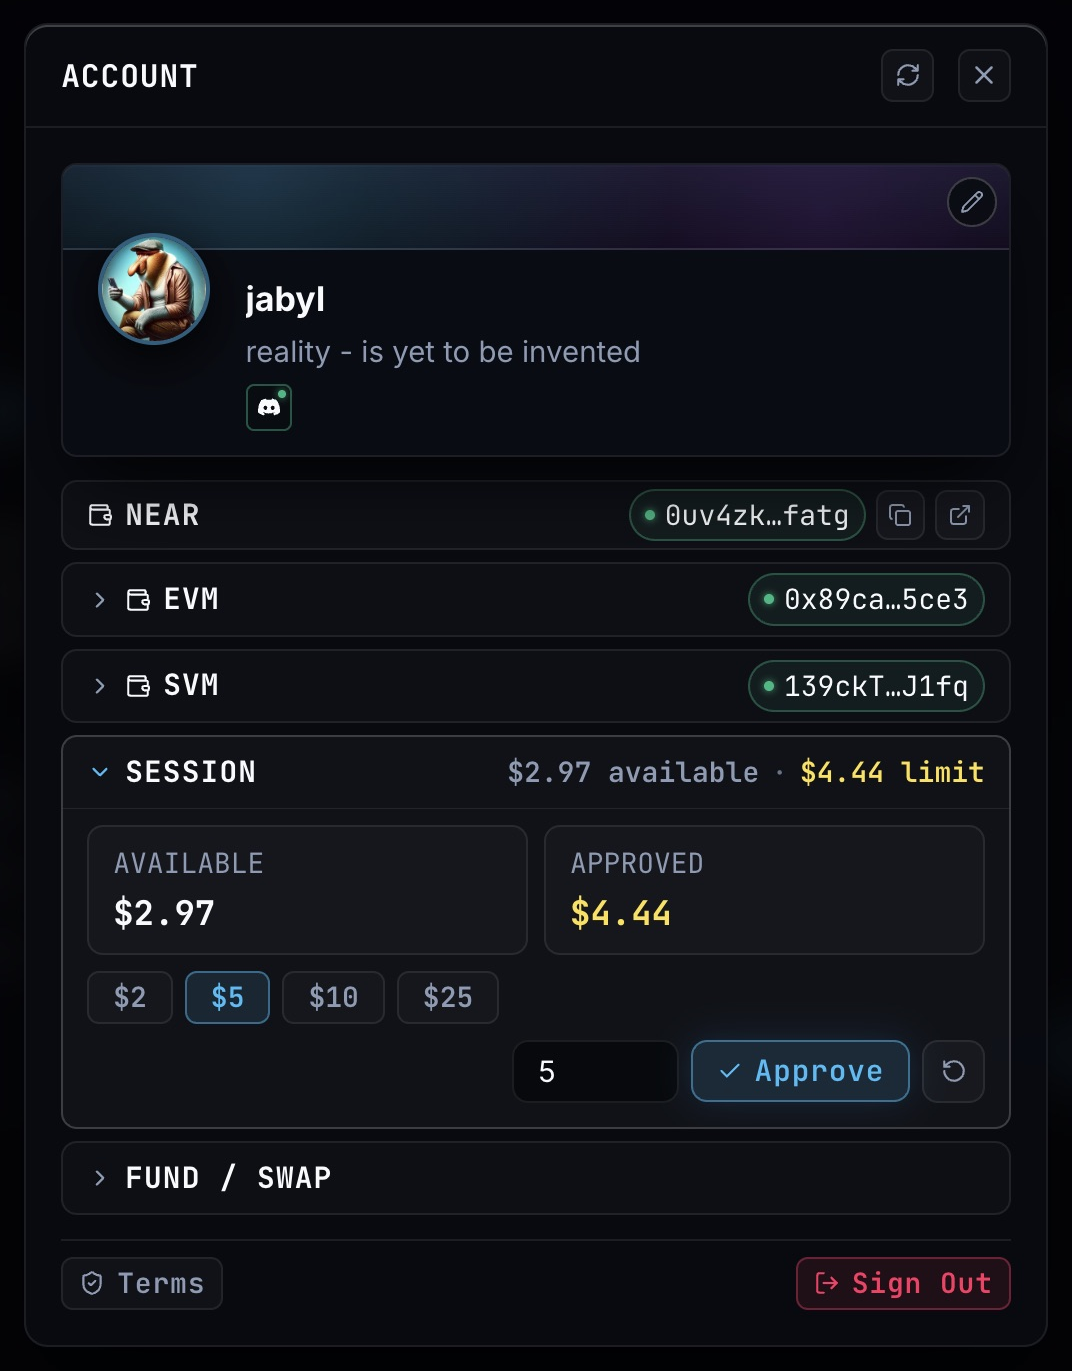 ACCOUNT
jabyl
reality - is yet to be invented
NEAR 0uv4zk…fatg
EVM 0x89ca…5ce3
SVM 139ckT…J1fq
SESSION $2.97 available · $4.44 limit
AVAILABLE APPROVED
$2.97 $4.44
$2 $5 $10 $25
5 Approve
FUND / SWAP
Terms Sign Out